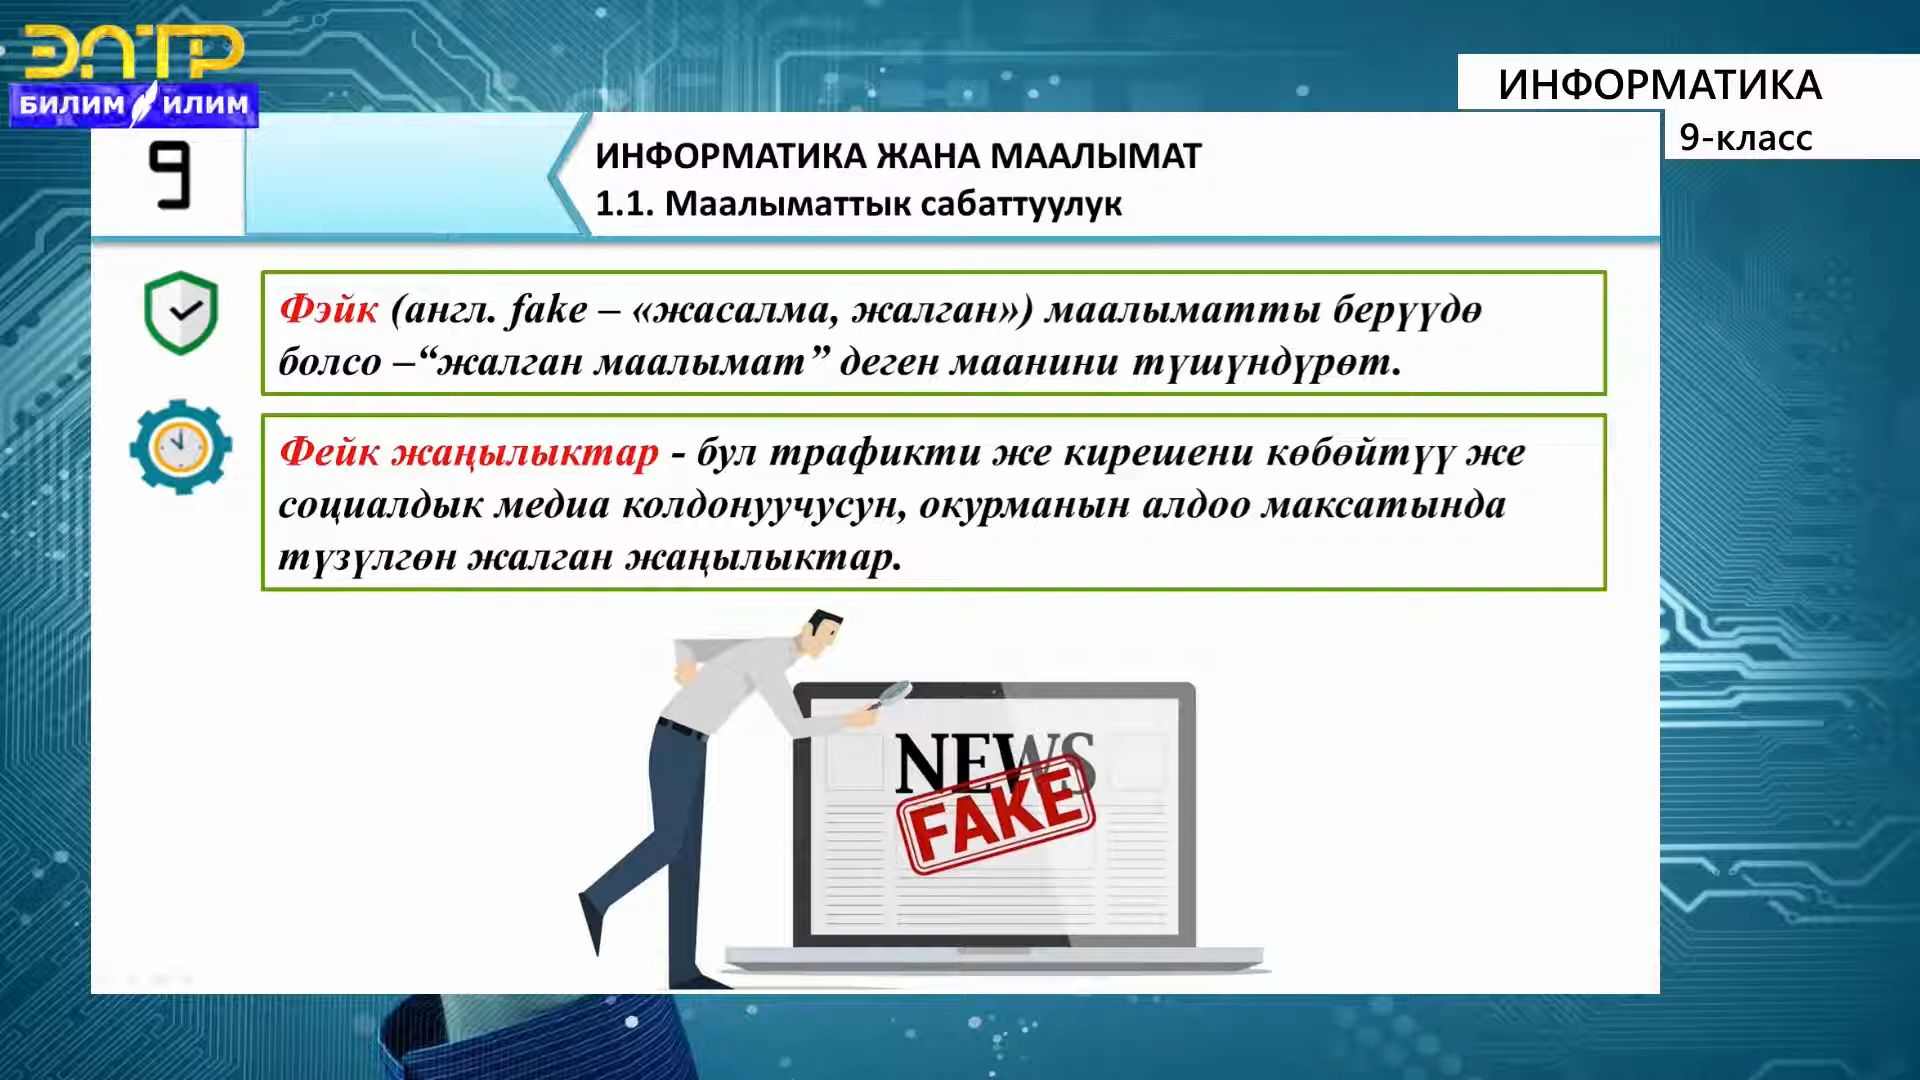 ЭЛТР
БИЛИМ ИЛИМ
ИНФОРМАТИКА
9-класс
9
ИНФОРМАТИКА ЖАНА МААЛЫМАТ
1.1. Маалыматтык сабаттуулук
Фэйк (англ. fake – «жасалма, жалган») маалыматты берүүдө
болсо –“жалган маалымат” деген маанини түшүндүрөт.
Фейк жаңылыктар - бул трафикти же кирешени көбөйтүү же
социалдык медиа колдонуучусун, окурманын алдоо максатында
түзүлгөн жалган жаңылыктар.
NEWS
FAKE